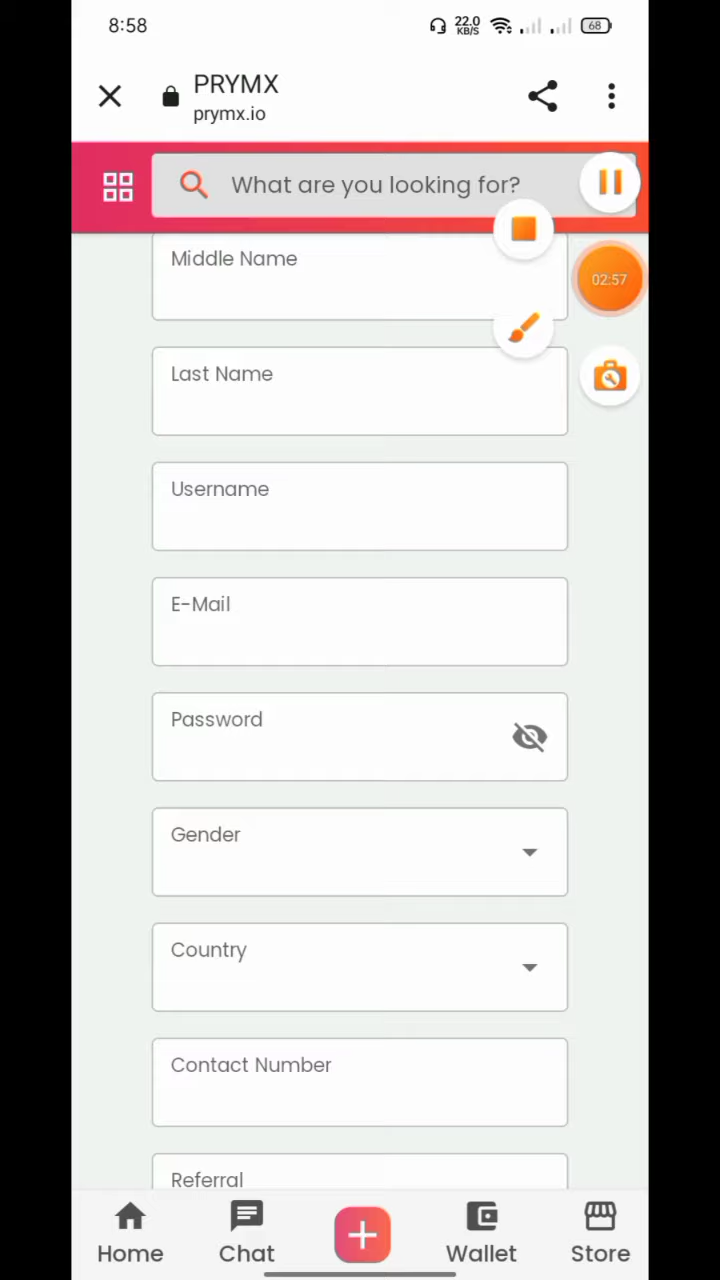 8:58
22.0
KB/S
68
PRYMX
prymx.io
What are you looking for?
02:57
Middle Name
Last Name
Username
E-Mail
Password
Gender
Country
Contact Number
Referral
Home
Chat
Wallet
Store